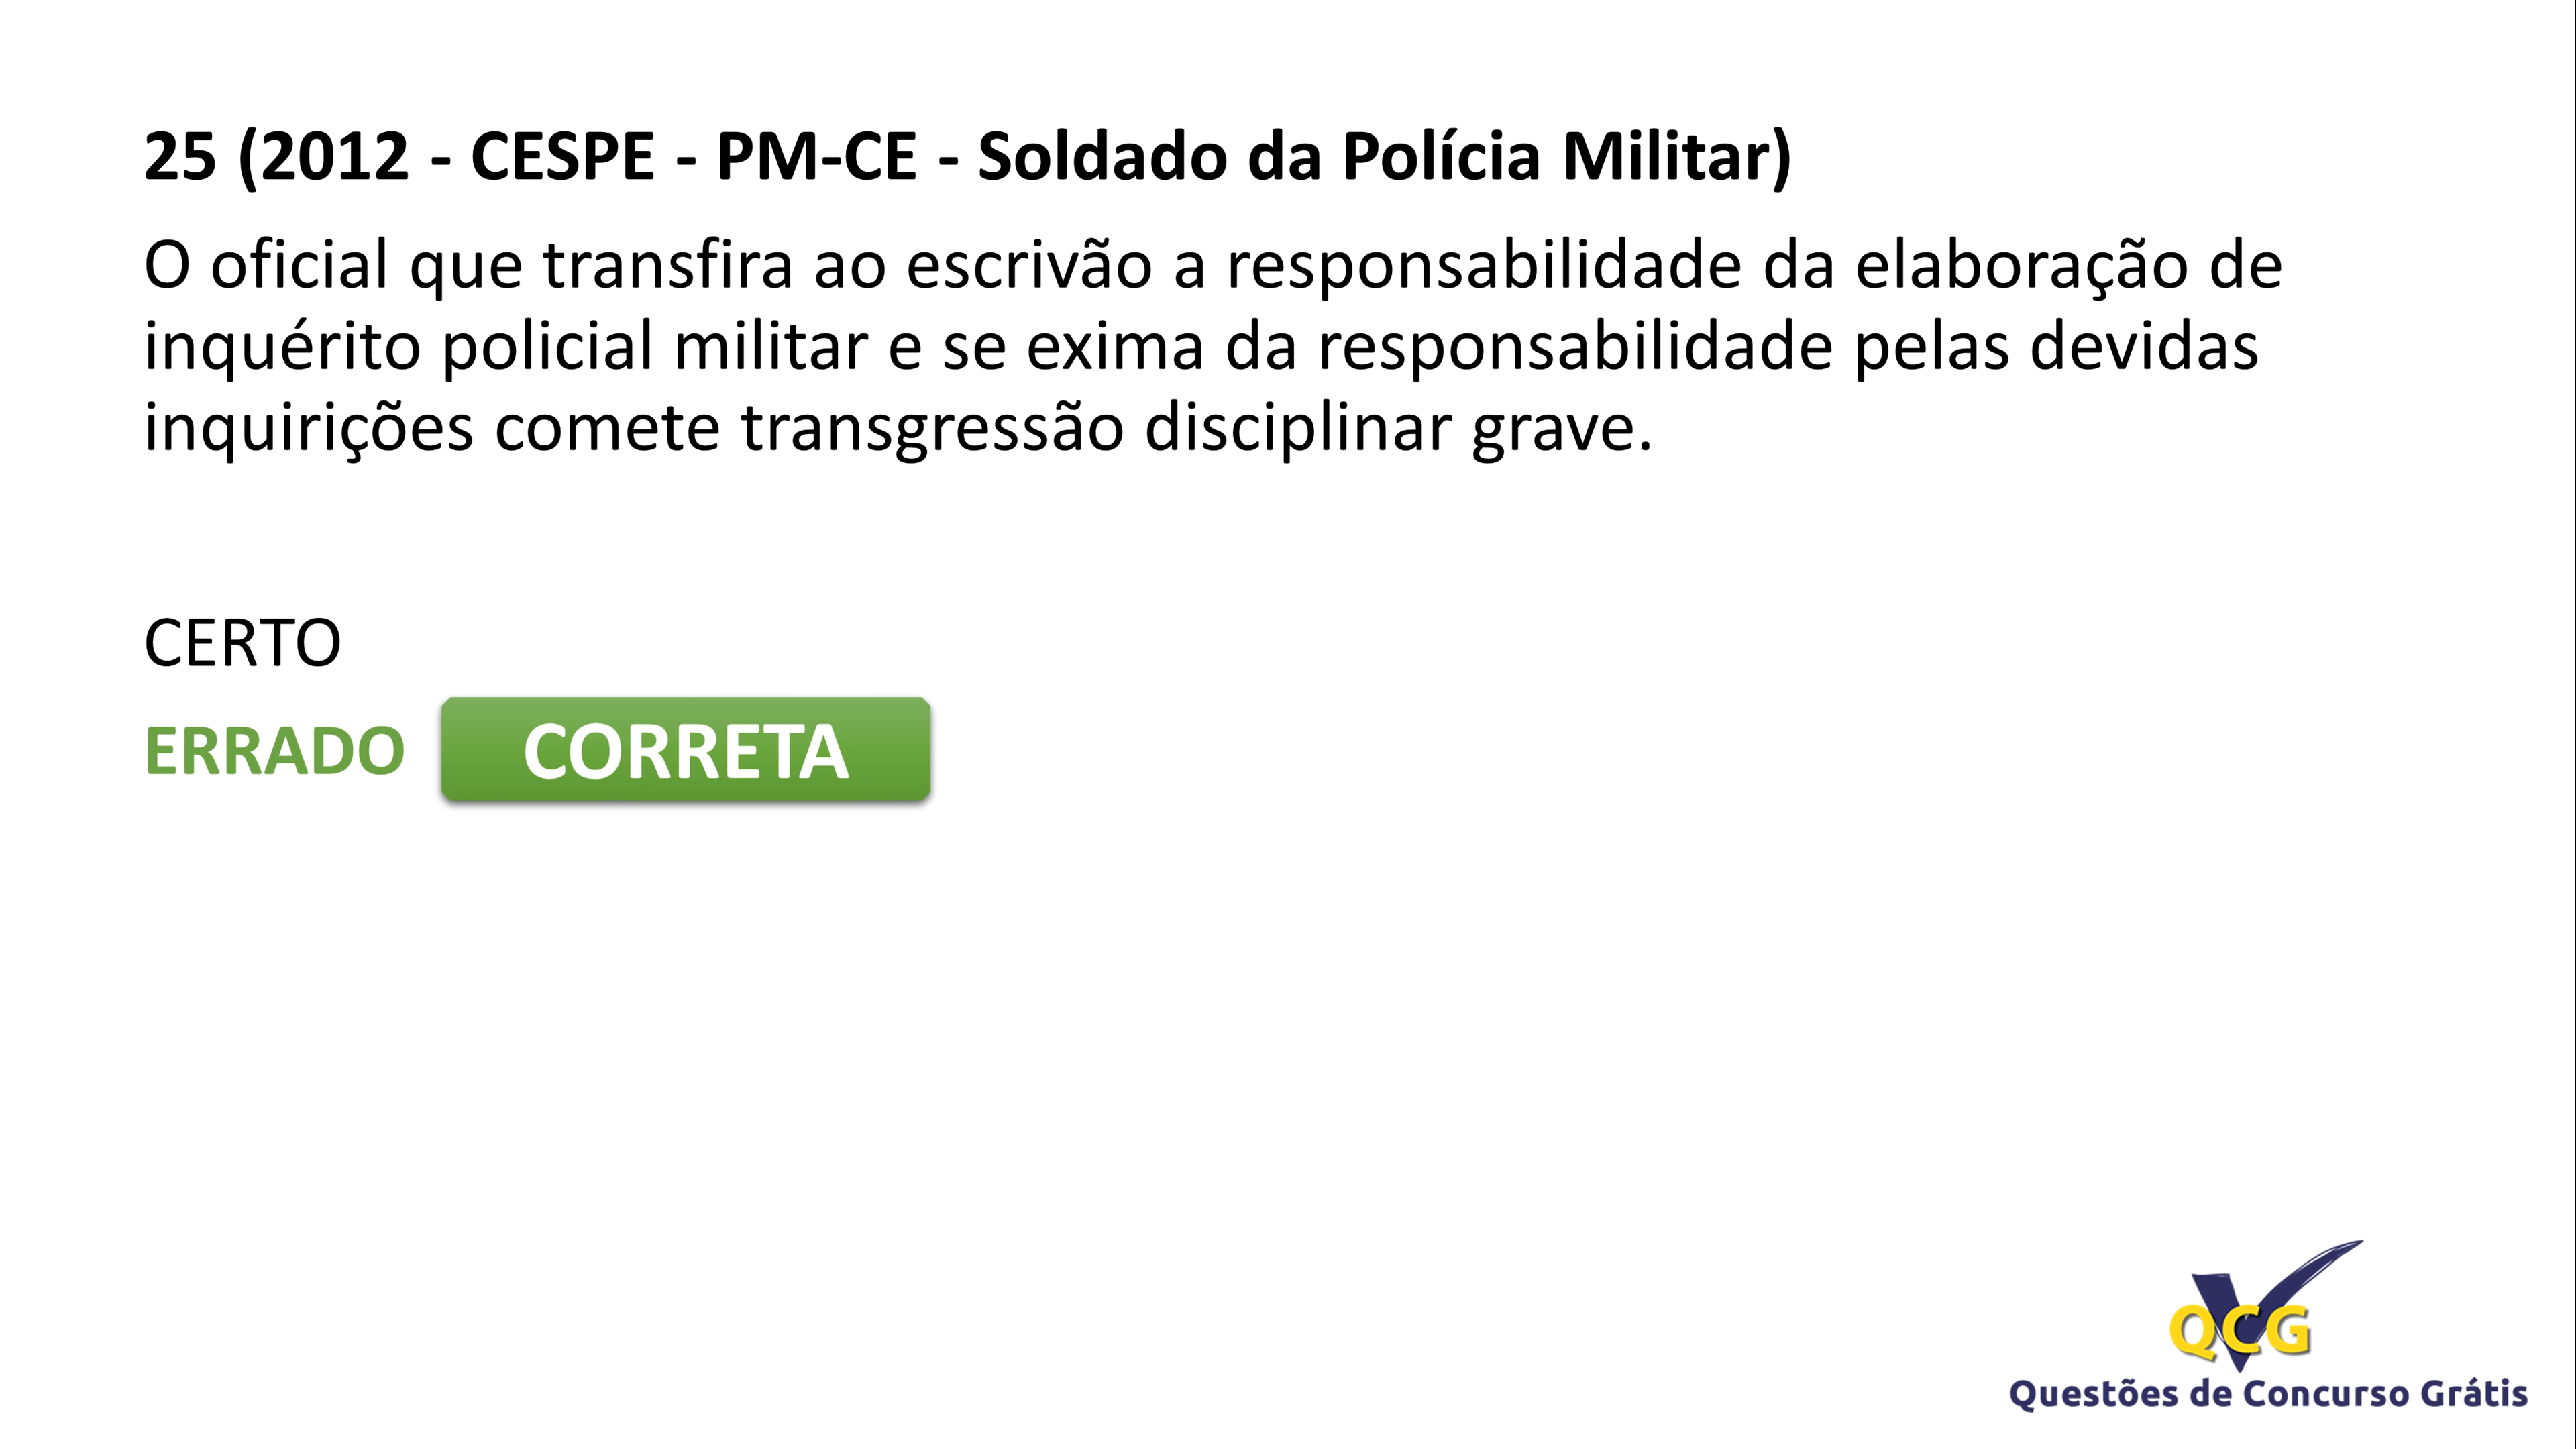 25 (2012 - CESPE - PM-CE - Soldado da Polícia Militar)
O oficial que transfira ao escrivão a responsabilidade da elaboração de
inquérito policial militar e se exima da responsabilidade pelas devidas
inquirições comete transgressão disciplinar grave.
CERTO
ERRADO CORRETA
QCG
Questões de Concurso Grátis